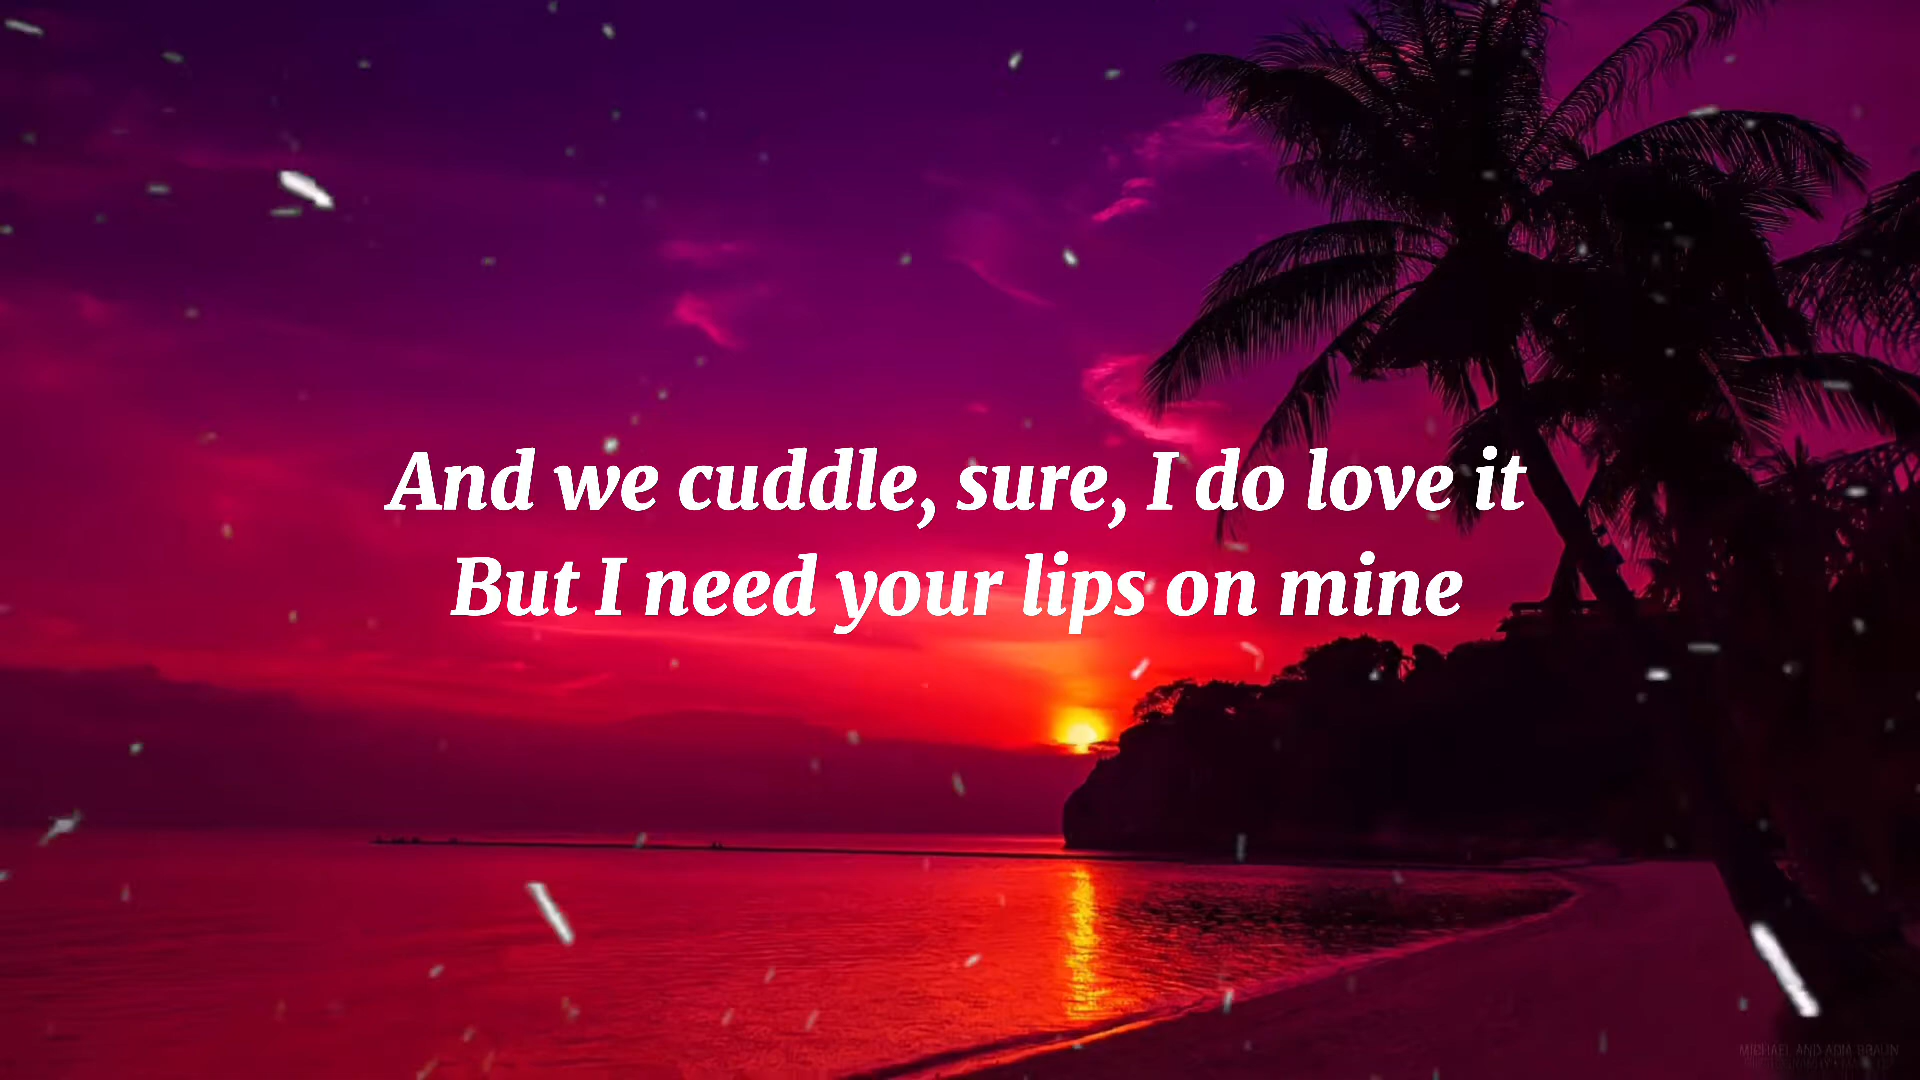 And we cuddle, sure, I do love it
But I need your lips on mine